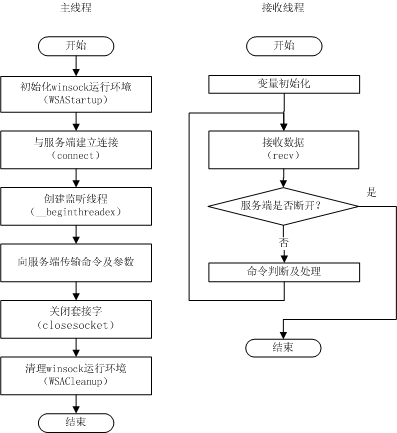 主线程
开始
初始化winsock运行环境
(WSAStartup)
与服务端建立连接
(connect)
创建监听线程
(__beginthreadex)
向服务端传输命令及参数
关闭套接字
(closesocket)
清理winsock运行环境
(WSACleanup)
结束
接收线程
开始
变量初始化
接收数据
(recv)
服务端是否断开?
是
否
命令判断及处理
结束